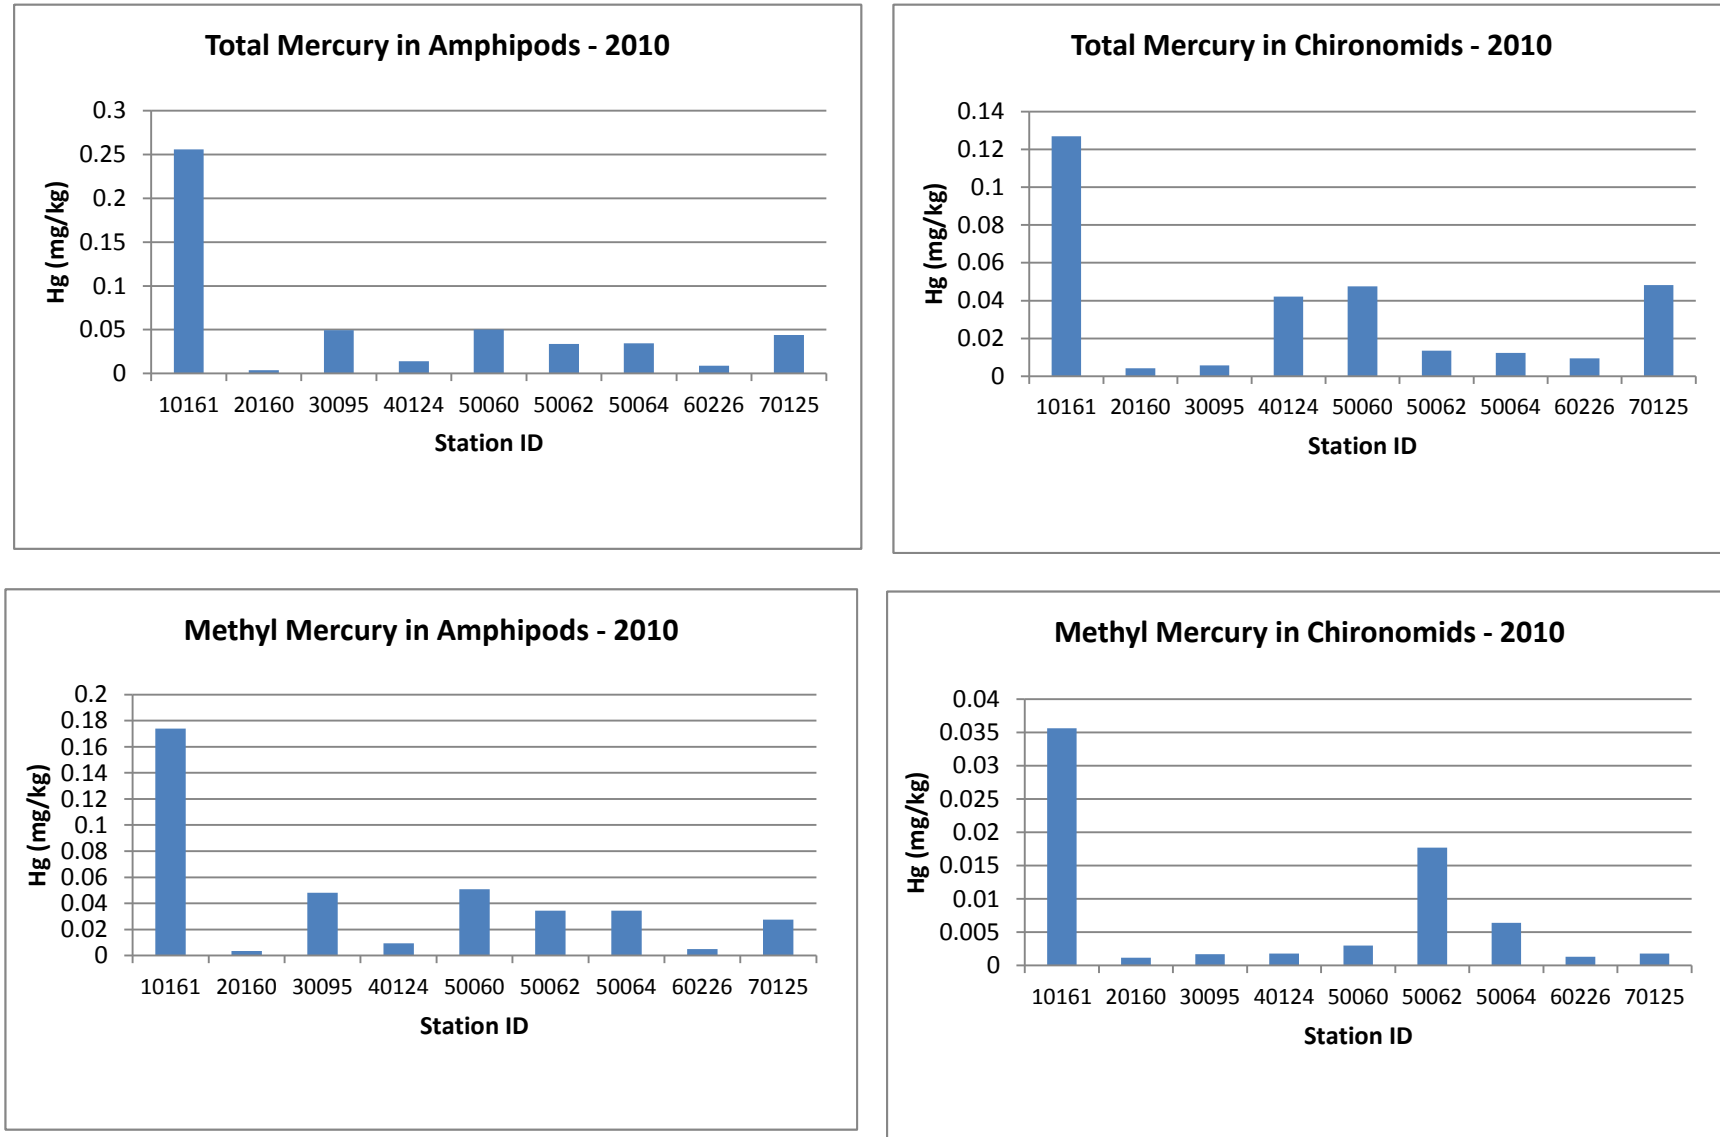 Total Mercury in Amphipods - 2010
0.3
0.25
0.2
0.15
0.1
0.05
0
Hg (mg/kg)
10161 20160 30095 40124 50060 50062 50064 60226 70125
Station ID
Total Mercury in Chironomids - 2010
0.14
0.12
0.1
0.08
0.06
0.04
0.02
0
Hg (mg/kg)
10161 20160 30095 40124 50060 50062 50064 60226 70125
Station ID
Methyl Mercury in Amphipods - 2010
0.2
0.18
0.16
0.14
0.12
0.1
0.08
0.06
0.04
0.02
0
Hg (mg/kg)
10161 20160 30095 40124 50060 50062 50064 60226 70125
Station ID
Methyl Mercury in Chironomids - 2010
0.04
0.035
0.03
0.025
0.02
0.015
0.01
0.005
0
Hg (mg/kg)
10161 20160 30095 40124 50060 50062 50064 60226 70125
Station ID